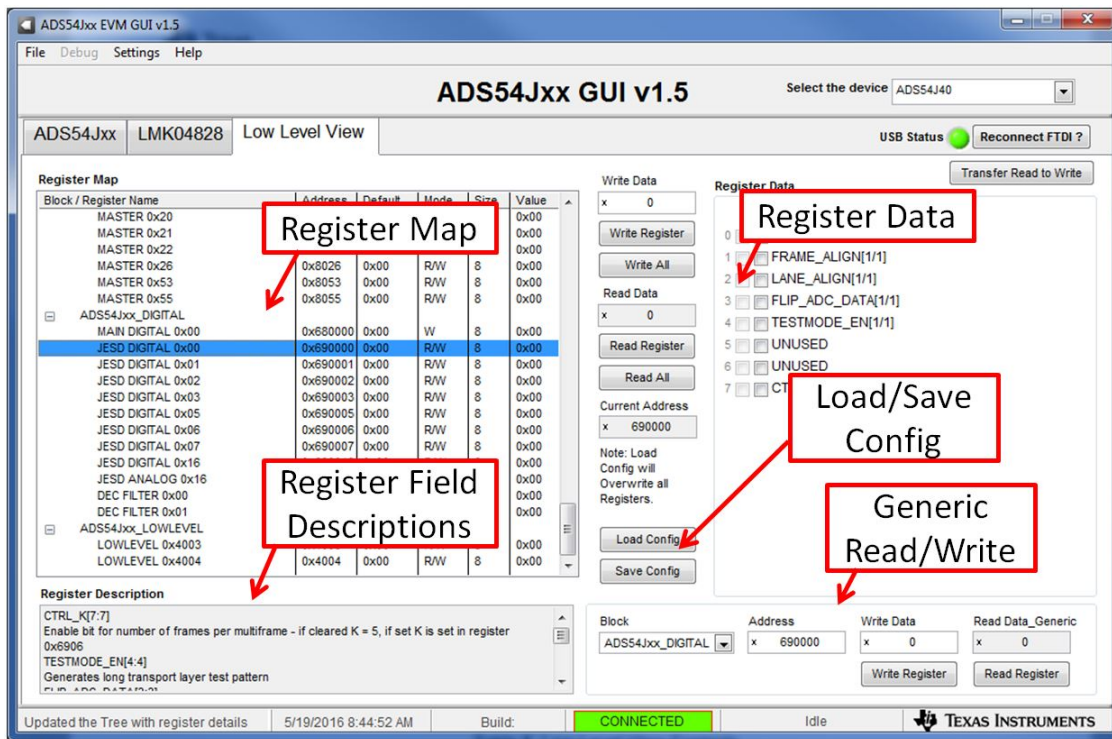 ADS54Jxx EVM GUI v1.5
File Debug Settings Help
ADS54Jxx GUI v1.5
Select the device ADS54J40
ADS54Jxx LMK04828 Low Level View
USB Status Reconnect FTDI ?
Transfer Read to Write
Register Map
Block / Register Name Address Default Mode Size Value
MASTER 0x20 0x00
MASTER 0x21 0x00
MASTER 0x22 0x00
MASTER 0x26 0x8026 0x00 R/W 8 0x00
MASTER 0x53 0x8053 0x00 R/W 8 0x00
MASTER 0x55 0x8055 0x00 R/W 8 0x00
ADS54Jxx_DIGITAL
MAIN DIGITAL 0x00 0x680000 0x00 W 8 0x00
JESD DIGITAL 0x00 0x690000 0x00 R/W 8 0x00
JESD DIGITAL 0x01 0x690001 0x00 R/W 8 0x00
JESD DIGITAL 0x02 0x690002 0x00 R/W 8 0x00
JESD DIGITAL 0x03 0x690003 0x00 R/W 8 0x00
JESD DIGITAL 0x05 0x690005 0x00 R/W 8 0x00
JESD DIGITAL 0x06 0x690006 0x00 R/W 8 0x00
JESD DIGITAL 0x07 0x690007 0x00 R/W 8 0x00
JESD DIGITAL 0x16 0x00
JESD ANALOG 0x16 0x00
DEC FILTER 0x00 0x00
DEC FILTER 0x01 0x00
ADS54Jxx_LOWLEVEL
LOWLEVEL 0x4003 0x00
LOWLEVEL 0x4004 0x4004 0x00 R/W 8 0x00
Register Map
Register Field
Descriptions
Write Data
x 0
Write Register
Write All
Read Data
x 0
Read Register
Read All
Current Address
x 690000
Note: Load
Config will
Overwrite all
Registers.
Load Config
Save Config
Register Data
Register Data
0
1 FRAME_ALIGN[1/1]
2 LANE_ALIGN[1/1]
3 FLIP_ADC_DATA[1/1]
4 TESTMODE_EN[1/1]
5 UNUSED
6 UNUSED
7
Load/Save
Config
Generic
Read/Write
Register Description
CTRL_K[7:7]
Enable bit for number of frames per multiframe - if cleared K = 5, if set K is set in register
0x6906
TESTMODE_EN[4:4]
Generates long transport layer test pattern
Block Address Write Data Read Data_Generic
ADS54Jxx_DIGITAL x 690000 x 0 x 0
Write Register Read Register
Updated the Tree with register details 5/19/2016 8:44:52 AM Build: CONNECTED Idle TEXAS INSTRUMENTS